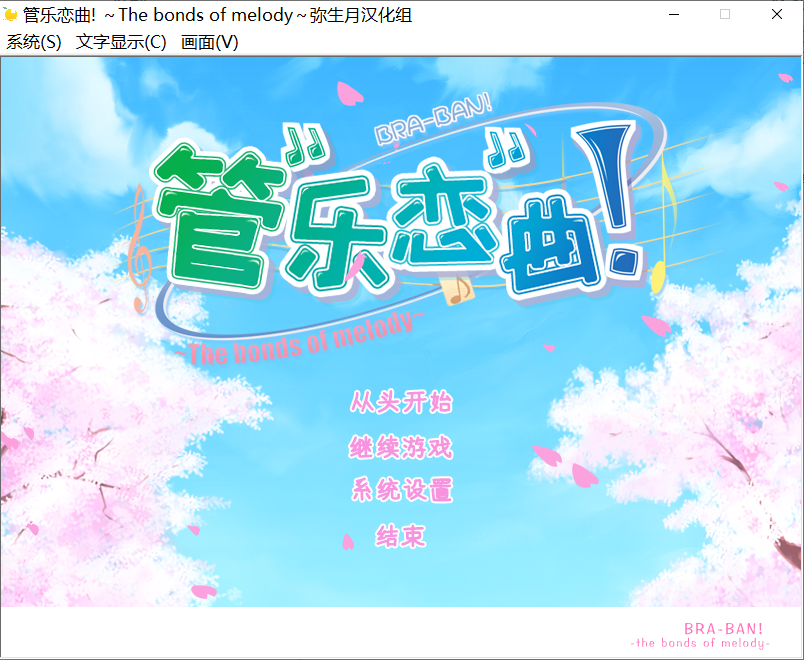 管乐恋曲! ~The bonds of melody~弥生月汉化组
系统(S) 文字显示(C) 画面(V)
BRA-BAN!
管乐恋曲!
~The bonds of melody~
从头开始
继续游戏
系统设置
结束
BRA-BAN!
-the bonds of melody-